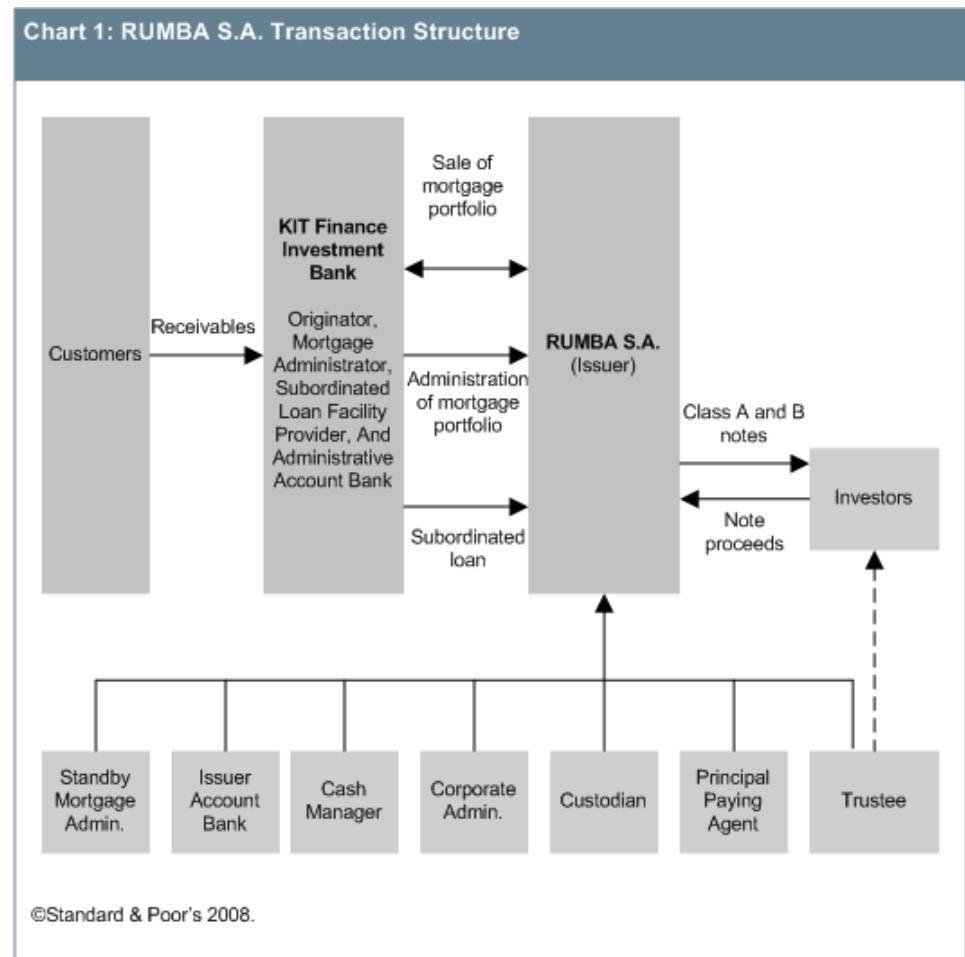 Chart 1: RUMBA S.A. Transaction Structure
Customers
Receivables
KIT Finance
Investment
Bank
Originator,
Mortgage
Administrator,
Subordinated
Loan Facility
Provider, And
Administrative
Account Bank
Sale of
mortgage
portfolio
Administration
of mortgage
portfolio
Subordinated
loan
RUMBA S.A.
(Issuer)
Class A and B
notes
Note
proceeds
Investors
Standby
Mortgage
Admin.
Issuer
Account
Bank
Cash
Manager
Corporate
Admin.
Custodian
Principal
Paying
Agent
Trustee
©Standard & Poor's 2008.